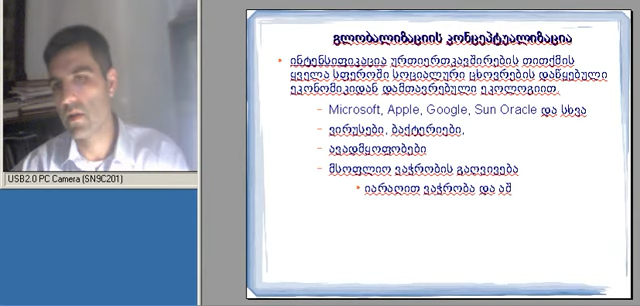 გლობალიზაციის კონცეპტუალიზაცია
ინტენსიფიკაცია ურთიერთკავშირების თითქმის
ყველა სფეროში სოციალური ცხოვრების დაწყებული
ეკონომიკიდან დამთავრებული ეკოლოგიით.
– Microsoft, Apple, Google, Sun Oracle და სხვა
– ვირუსები, ბაქტერიები,
– ავადმყოფობები
– მსოფლიო ვაჭრობის გაღვივება
• იარაღით ვაჭრობა და აშ
USB2.0 PC Camera (SN9C201)